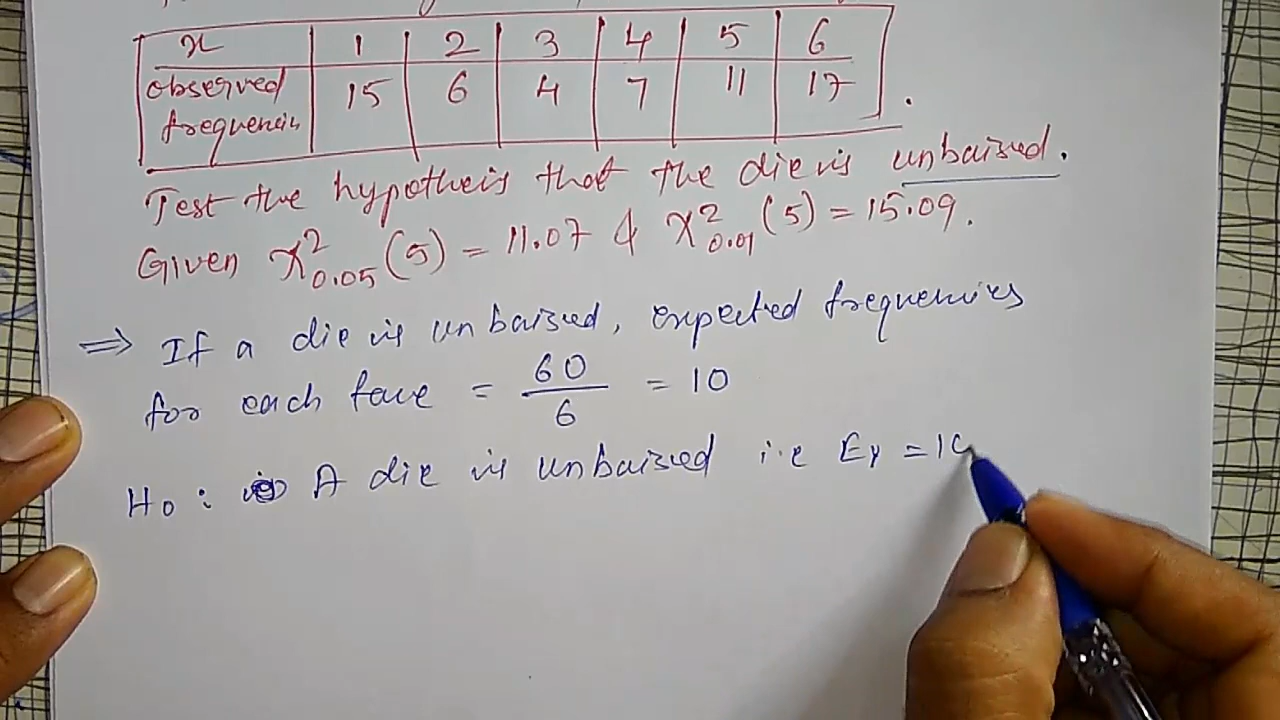 x 1 2 3 4 5 6
observed frequencies 15 6 4 7 11 17 .
Test the hypotheis that the die is unbaised.
Given χ²0.05 (5) = 11.07 & χ²0.01 (5) = 15.09.
⇒ If a die is unbaised, expected frequencies
for each face = 60/6 = 10
H0 : A die is unbaised i.e Ei = 10